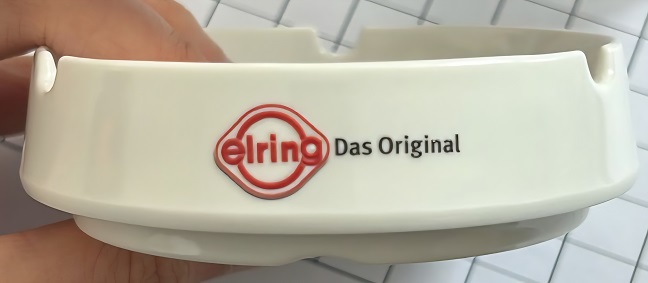 elring Das Original